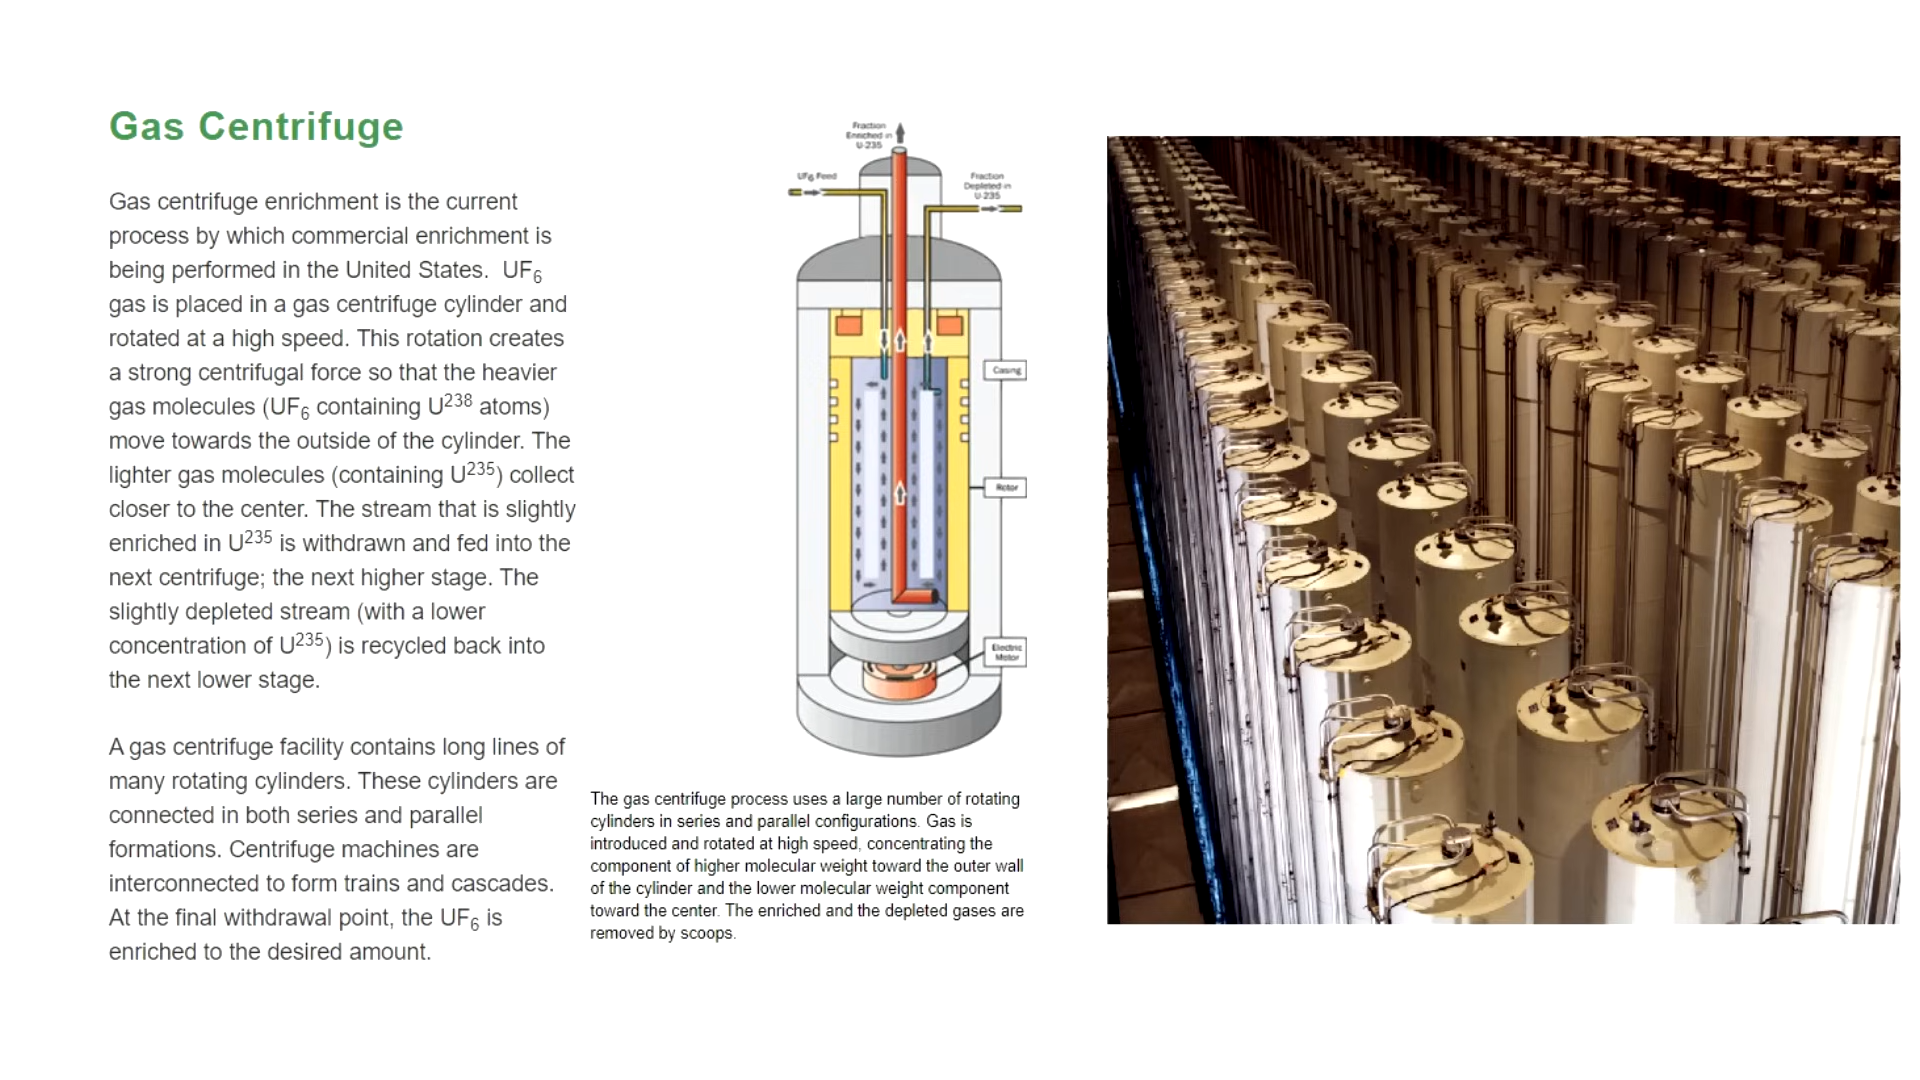 Gas Centrifuge
Gas centrifuge enrichment is the current
process by which commercial enrichment is
being performed in the United States.  UF₆
gas is placed in a gas centrifuge cylinder and
rotated at a high speed. This rotation creates
a strong centrifugal force so that the heavier
gas molecules (UF₆ containing U²³⁸ atoms)
move towards the outside of the cylinder. The
lighter gas molecules (containing U²³⁵) collect
closer to the center. The stream that is slightly
enriched in U²³⁵ is withdrawn and fed into the
next centrifuge; the next higher stage. The
slightly depleted stream (with a lower
concentration of U²³⁵) is recycled back into
the next lower stage.
A gas centrifuge facility contains long lines of
many rotating cylinders. These cylinders are
connected in both series and parallel
formations. Centrifuge machines are
interconnected to form trains and cascades.
At the final withdrawal point, the UF₆ is
enriched to the desired amount.
Fraction
Enriched in
U-235
UF₆ Feed
Fraction
Depleted in
U-235
Casing
Rotor
Electric
Motor
The gas centrifuge process uses a large number of rotating
cylinders in series and parallel configurations. Gas is
introduced and rotated at high speed, concentrating the
component of higher molecular weight toward the outer wall
of the cylinder and the lower molecular weight component
toward the center. The enriched and the depleted gases are
removed by scoops.